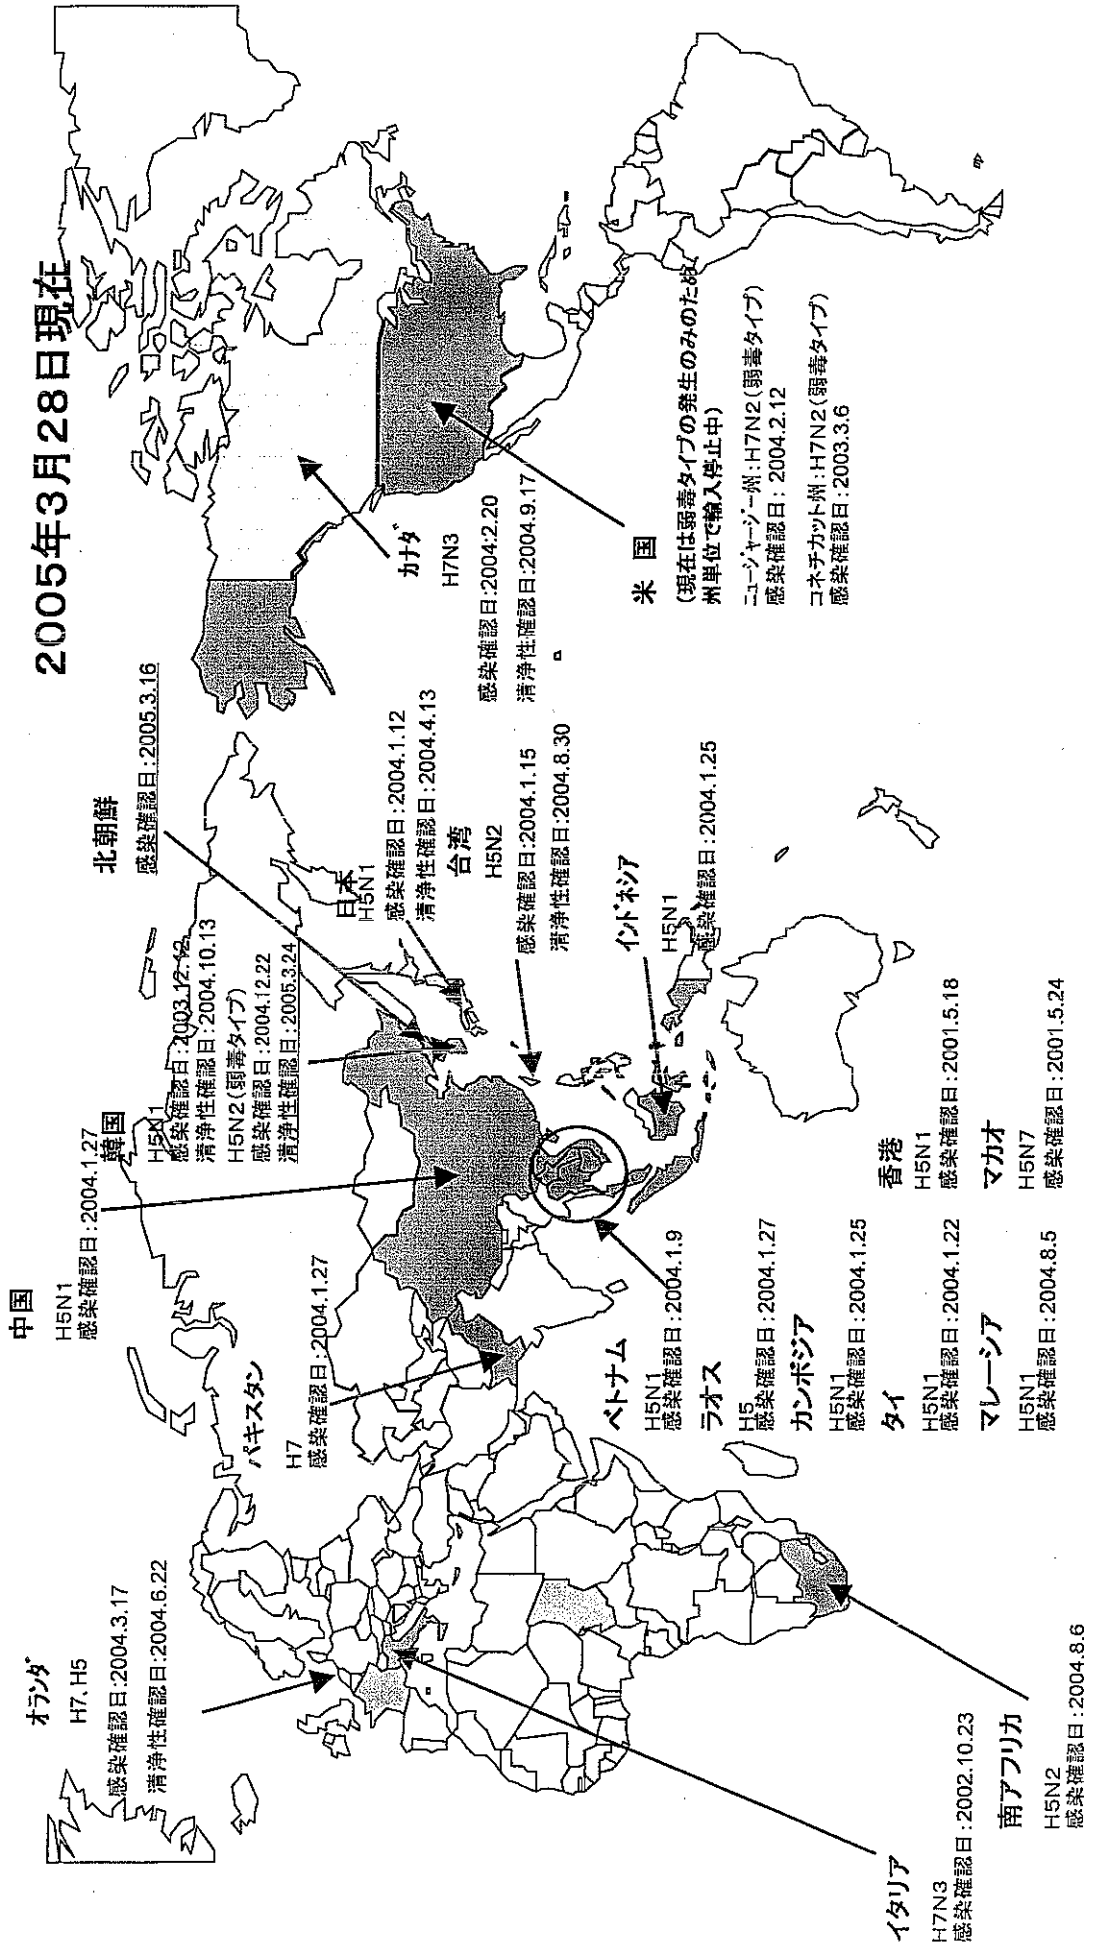 2005年3月28日現在
オランダ
H7、H5
感染確認日:2004.3.17
清浄性確認日:2004.6.22
中国
H5N1
感染確認日:2004.1.27
韓国
H5N1
感染確認日:2003.12.12
清浄性確認日:2004.10.13
H5N2(弱毒タイプ)
感染確認日:2004.12.22
清浄性確認日:2005.3.24
北朝鮮
感染確認日:2005.3.16
日本
H5N1
感染確認日:2004.1.12
清浄性確認日:2004.4.13
台湾
H5N2
感染確認日:2004.1.15
清浄性確認日:2004.8.30
カナダ
H7N3
感染確認日:2004.2.20
清浄性確認日:2004.9.17
パキスタン
H7
感染確認日:2004.1.27
インドネシア
H5N1
感染確認日:2004.1.25
米 国
(現在は弱毒タイプの発生のみのため
州単位で輸入停止中)
ニュージャージー州:H7N2(弱毒タイプ)
感染確認日:2004.2.12
コネチカット州:H7N2(弱毒タイプ)
感染確認日:2003.3.6
ベトナム
H5N1
感染確認日:2004.1.9
ラオス
H5
感染確認日:2004.1.27
カンボジア
H5N1
感染確認日:2004.1.25
タイ
H5N1
感染確認日:2004.1.22
マレーシア
H5N1
感染確認日:2004.8.5
香港
H5N1
感染確認日:2001.5.18
マカオ
H5N7
感染確認日:2001.5.24
イタリア
H7N3
感染確認日:2002.10.23
南アフリカ
H5N2
感染確認日:2004.8.6